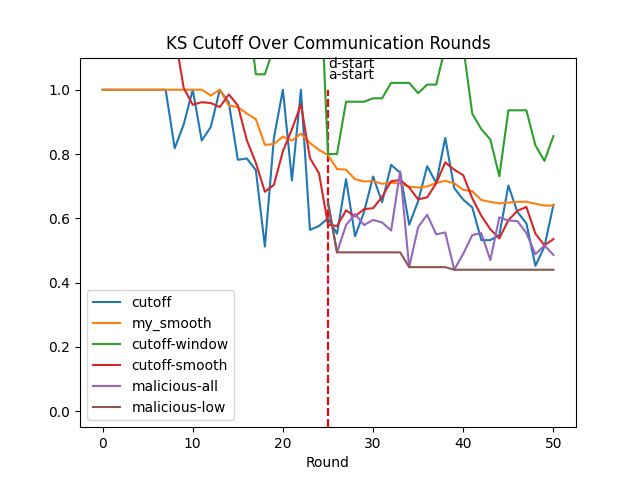 KS Cutoff Over Communication Rounds
d-start
a-start
1.0
0.8
0.6
0.4
0.2
0.0
cutoff
my_smooth
cutoff-window
cutoff-smooth
malicious-all
malicious-low
0 10 20 30 40 50
Round